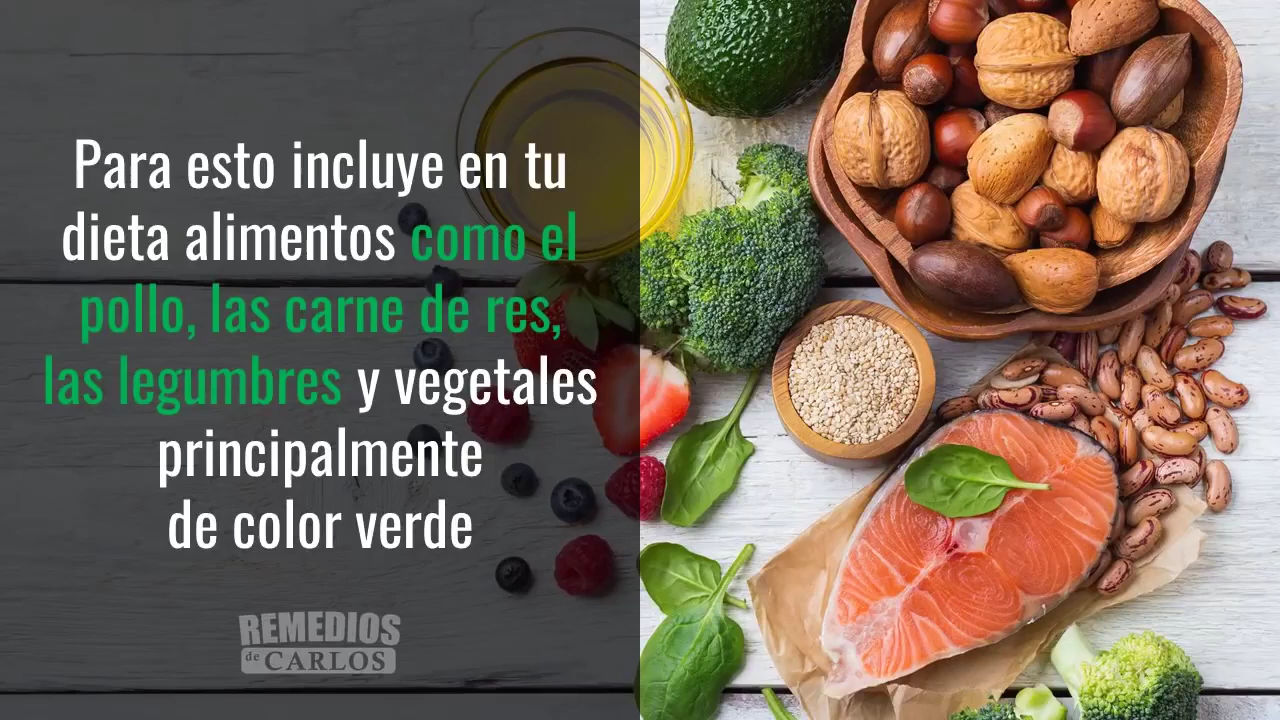 Para esto incluye en tu
dieta alimentos como el
pollo, las carne de res,
las legumbres y vegetales
principalmente
de color verde
REMEDIOS
de CARLOS